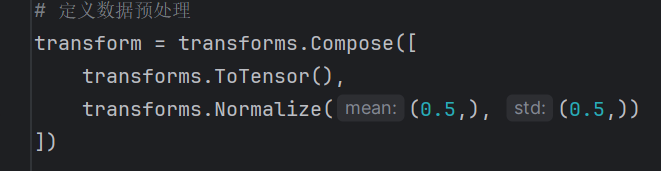 # 定义数据预处理
transform = transforms.Compose([
    transforms.ToTensor(),
    transforms.Normalize( mean: (0.5,), std: (0.5,))
])